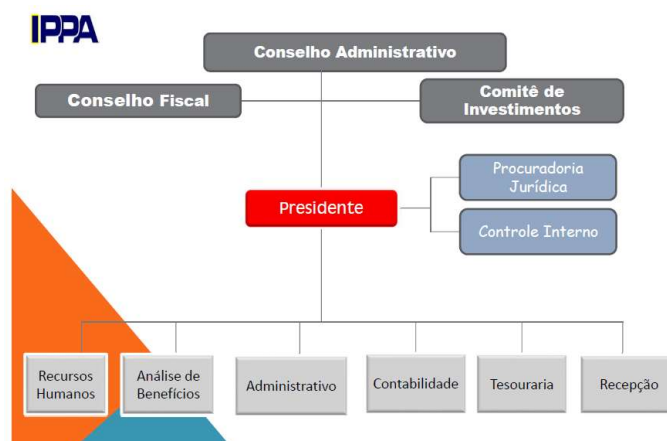 IPPA
Conselho Administrativo
Conselho Fiscal
Comitê de
Investimentos
Procuradoria
Jurídica
Presidente
Controle Interno
Recursos
Humanos
Análise de
Benefícios
Administrativo
Contabilidade
Tesouraria
Recepção